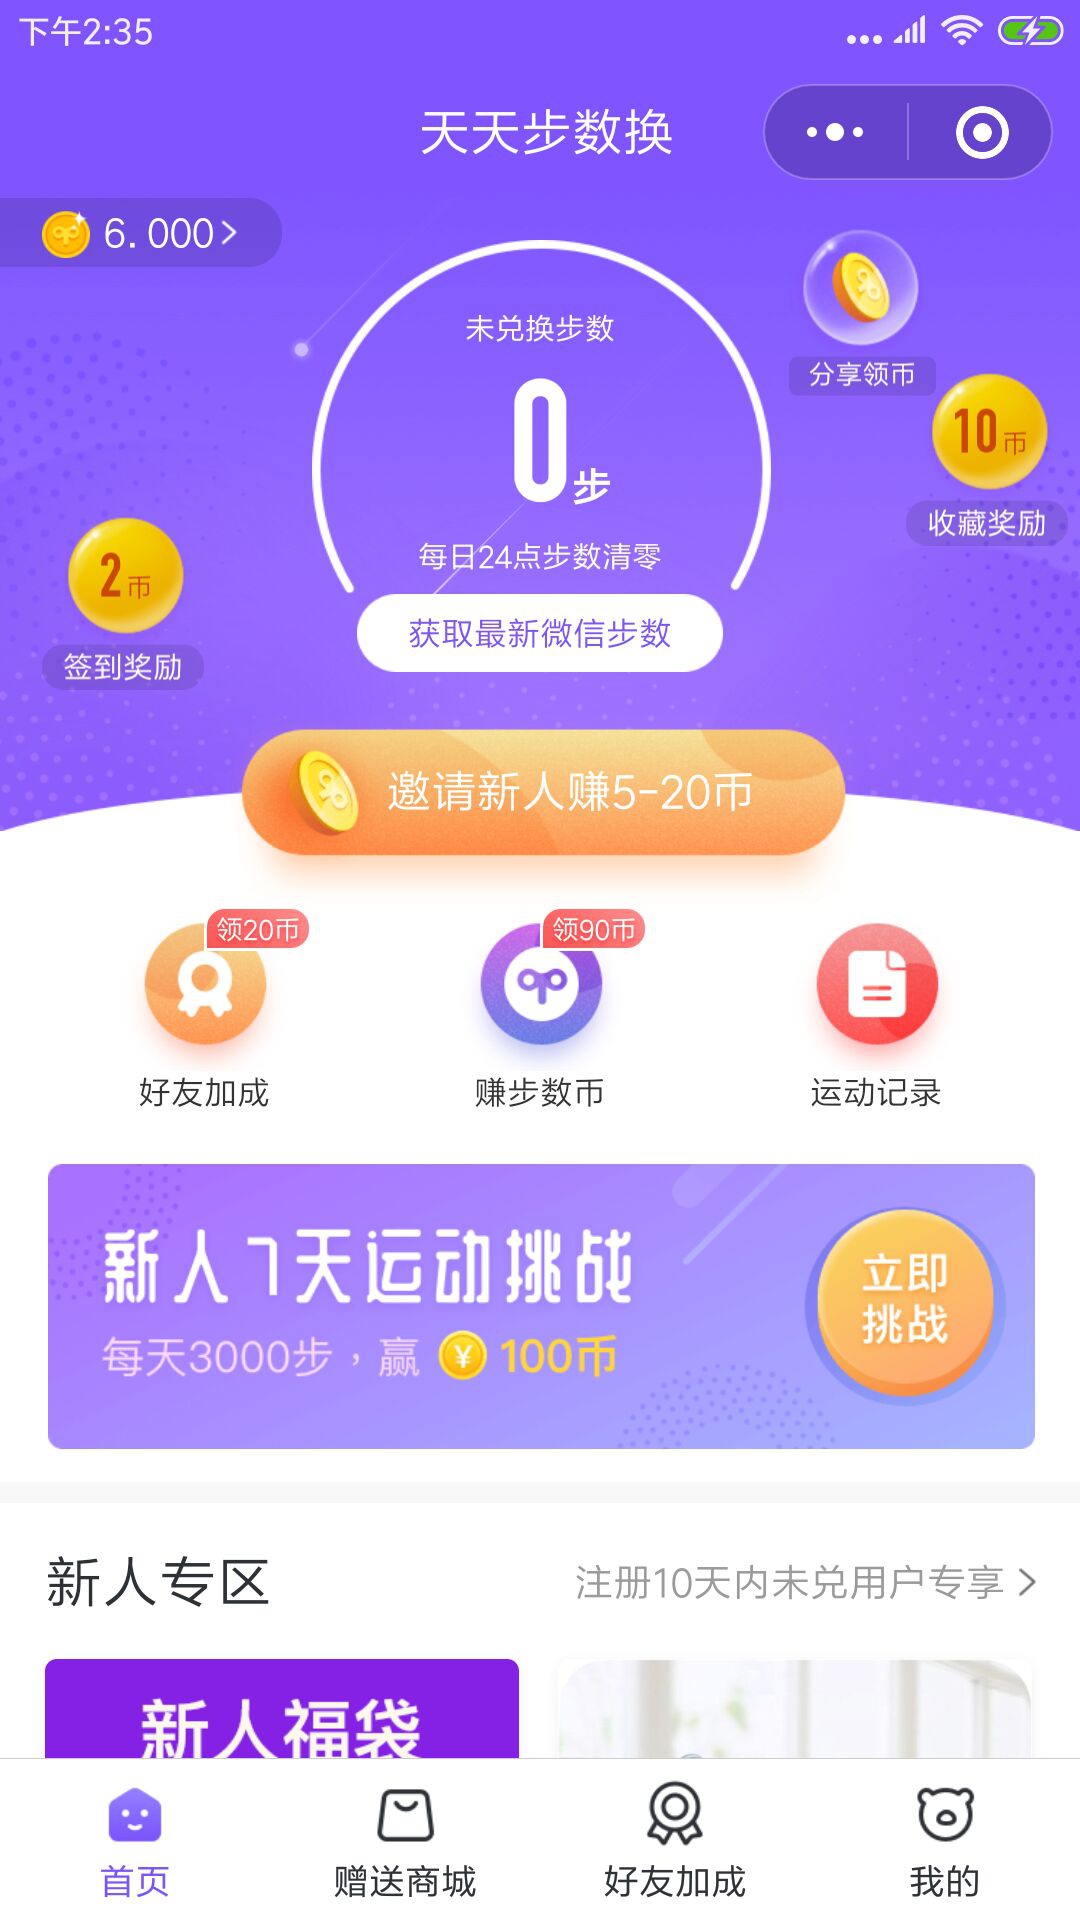 下午2:35
天天步数换
6.000
未兑换步数
0步
每日24点步数清零
获取最新微信步数
分享领币
10币
收藏奖励
2币
签到奖励
邀请新人赚5-20币
领20币
领90币
好友加成
赚步数币
运动记录
新人7天运动挑战
每天3000步，赢¥100币
立即
挑战
新人专区
注册10天内未兑用户专享
新人福袋
首页
赠送商城
好友加成
我的